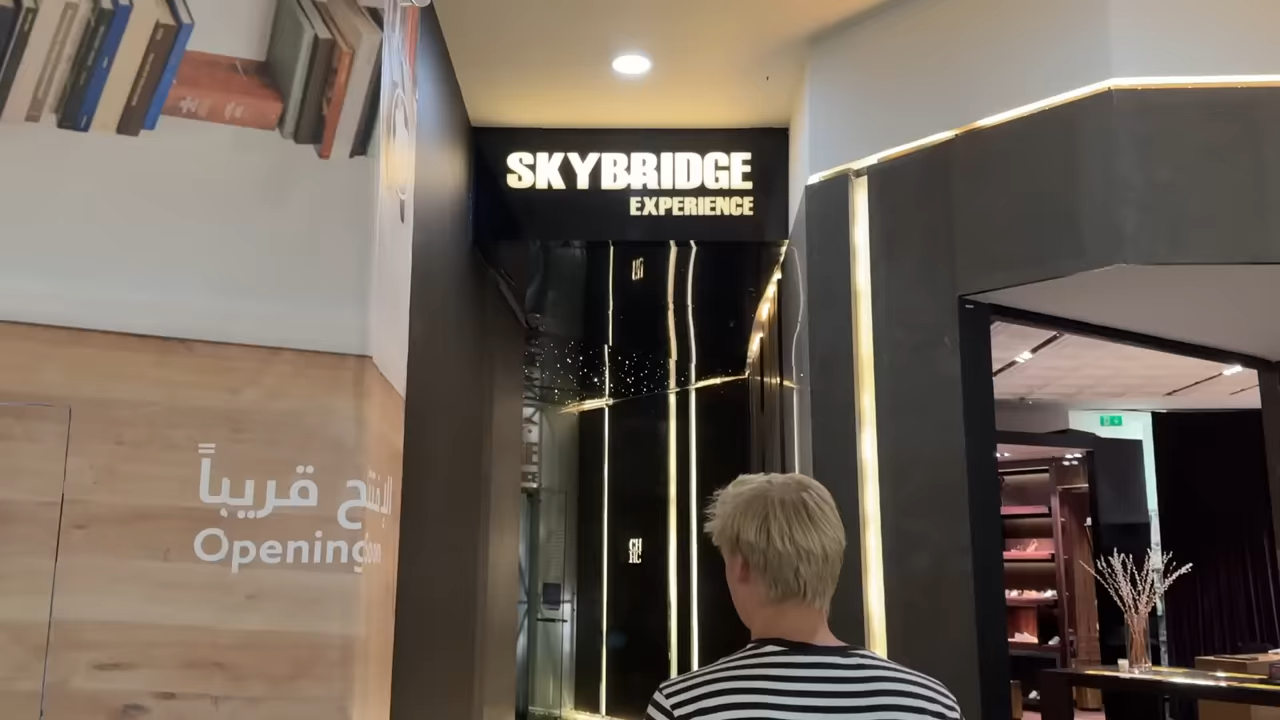 SKYBRIDGE
EXPERIENCE
قريباً
Opening